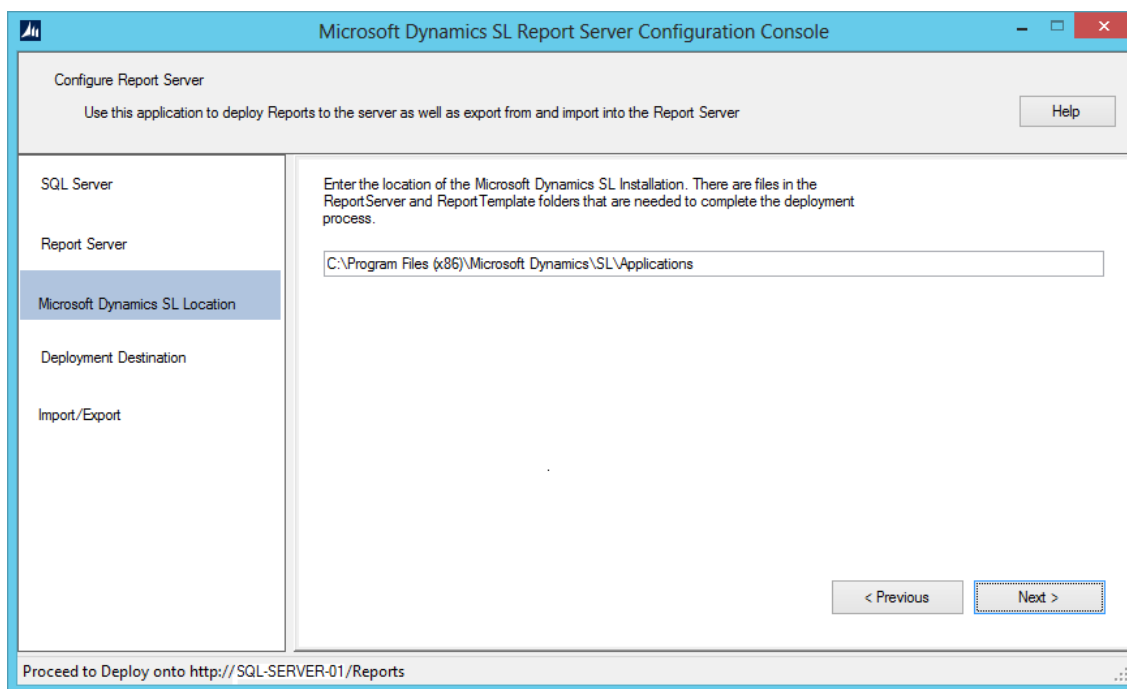 Microsoft Dynamics SL Report Server Configuration Console
Configure Report Server
Use this application to deploy Reports to the server as well as export from and import into the Report Server
Help
SQL Server
Report Server
Microsoft Dynamics SL Location
Deployment Destination
Import/Export
Enter the location of the Microsoft Dynamics SL Installation. There are files in the
ReportServer and ReportTemplate folders that are needed to complete the deployment
process.
C:\Program Files (x86)\Microsoft Dynamics\SL\Applications
< Previous
Next >
Proceed to Deploy onto http://SQL-SERVER-01/Reports